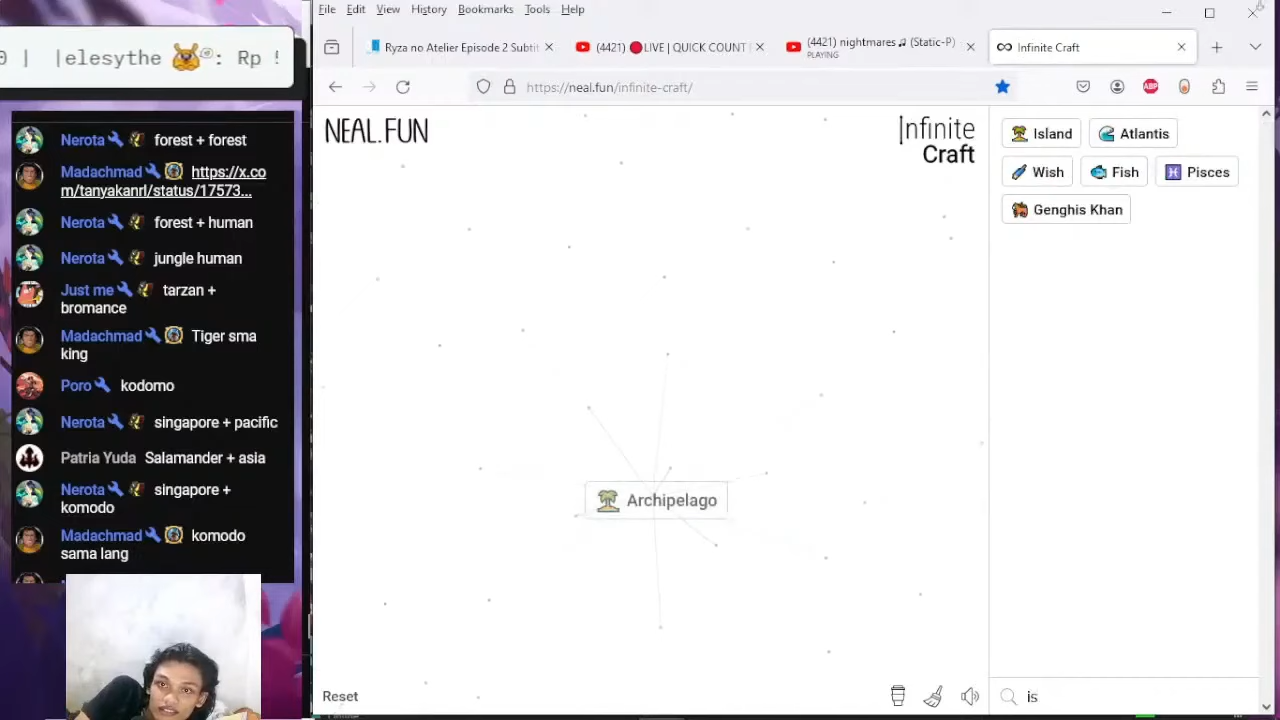 File Edit View History Bookmarks Tools Help
0 | |elesythe : Rp
Ryza no Atelier Episode 2 Subtit
(4421) LIVE | QUICK COUNT
(4421) nightmares ♫ (Static-P)
PLAYING
Infinite Craft
https://neal.fun/infinite-craft/
ABP
NEAL.FUN
Infinite
Craft
Nerota forest + forest
Madachmad https://x.co
m/tanyakanrl/status/17573...
Nerota forest + human
Nerota jungle human
Just me tarzan +
bromance
Madachmad Tiger sma
king
Poro kodomo
Nerota singapore + pacific
Patria Yuda Salamander + asia
Nerota singapore +
komodo
Madachmad komodo
sama lang
Archipelago
Island Atlantis
Wish Fish Pisces
Genghis Khan
Reset
is